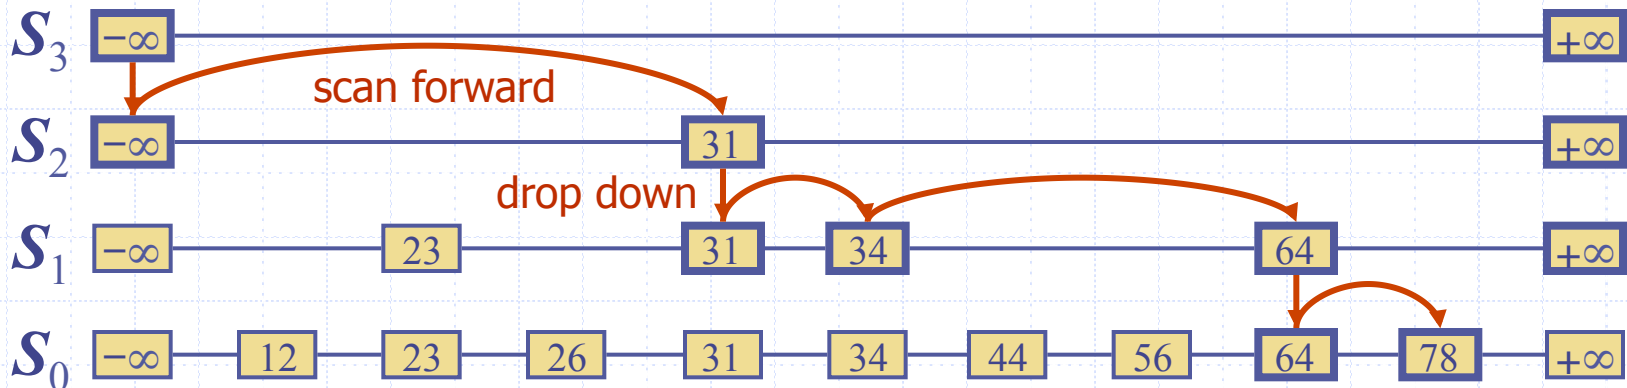 S3 −∞ +∞
scan forward
S2 −∞ 31 +∞
drop down
S1 −∞ 23 31 34 64 +∞
S0 −∞ 12 23 26 31 34 44 56 64 78 +∞